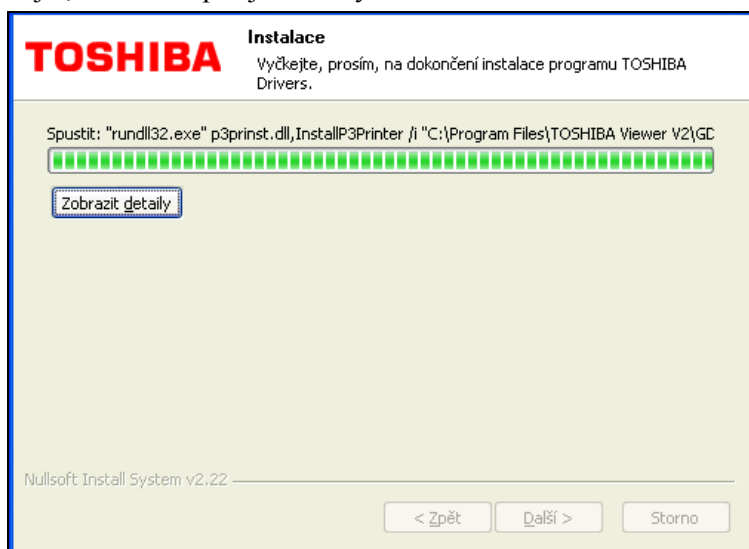 TOSHIBA
Instalace
Vyčkejte, prosím, na dokončení instalace programu TOSHIBA
Drivers.
Spustit: "rundll32.exe" p3prinst.dll,InstallP3Printer /i "C:\Program Files\TOSHIBA Viewer V2\GD
Zobrazit detaily
Nullsoft Install System v2.22
< Zpět
Další >
Storno